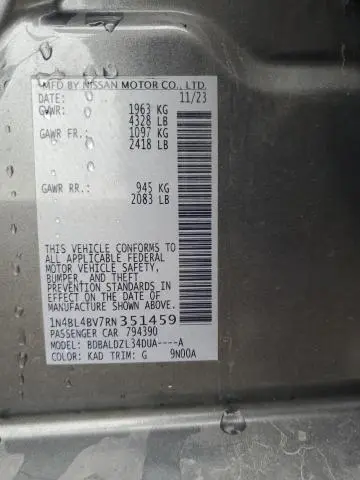 MFD BY NISSAN MOTOR CO., LTD.
DATE: 11/23
GVWR: 1963 KG
4328 LB
GAWR FR.: 1097 KG
2418 LB
GAWR RR.: 945 KG
2083 LB
THIS VEHICLE CONFORMS TO
ALL APPLICABLE FEDERAL
MOTOR VEHICLE SAFETY,
BUMPER, AND THEFT
PREVENTION STANDARDS IN
EFFECT ON THE DATE OF
MANUFACTURE SHOWN ABOVE.
1N4BL4BV7RN351459
PASSENGER CAR 794390
MODEL: BDBALDZL34DUA----A
COLOR: KAD TRIM: G 9N00A